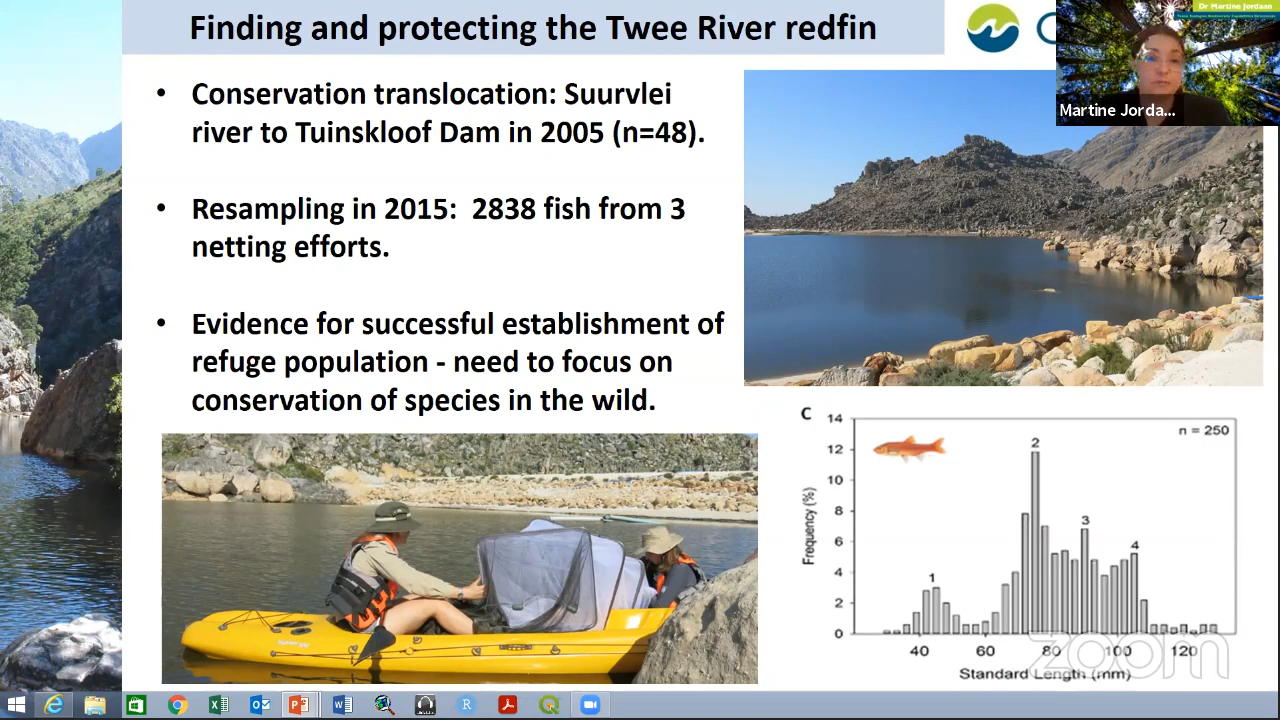 Finding and protecting the Twee River redfin
Dr Martine Jordaan
Martine Jorda...
• Conservation translocation: Suurvlei
river to Tuinskloof Dam in 2005 (n=48).
• Resampling in 2015: 2838 fish from 3
netting efforts.
• Evidence for successful establishment of
refuge population - need to focus on
conservation of species in the wild.
C
14
12
10
8
6
4
2
0
Frequency (%)
n = 250
1
2
3
4
40
60
80
100
120
Standard Length (mm)
zoom